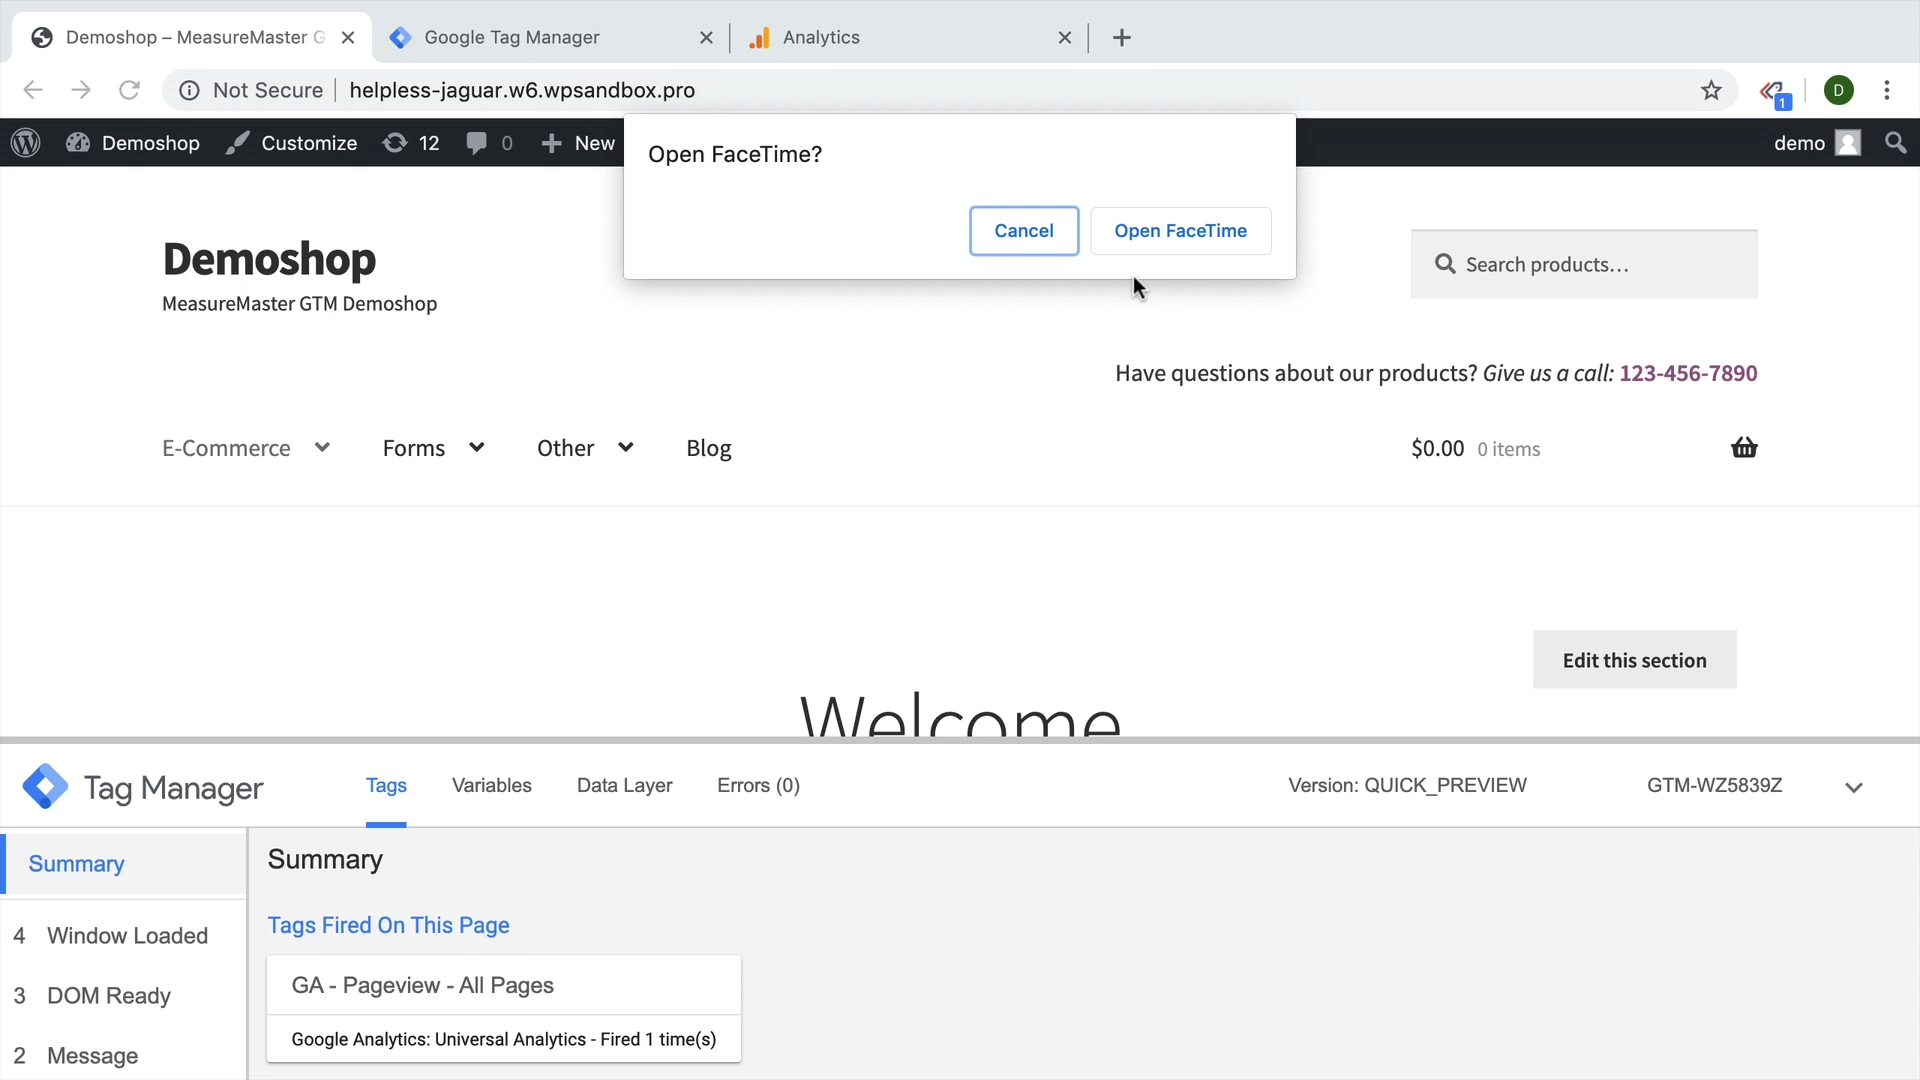 Demoshop – MeasureMaster G
Google Tag Manager
Analytics
Not Secure helpless-jaguar.w6.wpsandbox.pro
1
D
Demoshop Customize 12 0 New demo
Open FaceTime?
Cancel Open FaceTime
Demoshop
MeasureMaster GTM Demoshop
Search products…
Have questions about our products? Give us a call: 123-456-7890
E-Commerce Forms Other Blog $0.00 0 items
Edit this section
Welcome
Tag Manager Tags Variables Data Layer Errors (0) Version: QUICK_PREVIEW GTM-WZ5839Z
Summary
4 Window Loaded
3 DOM Ready
2 Message
Summary
Tags Fired On This Page
GA - Pageview - All Pages
Google Analytics: Universal Analytics - Fired 1 time(s)